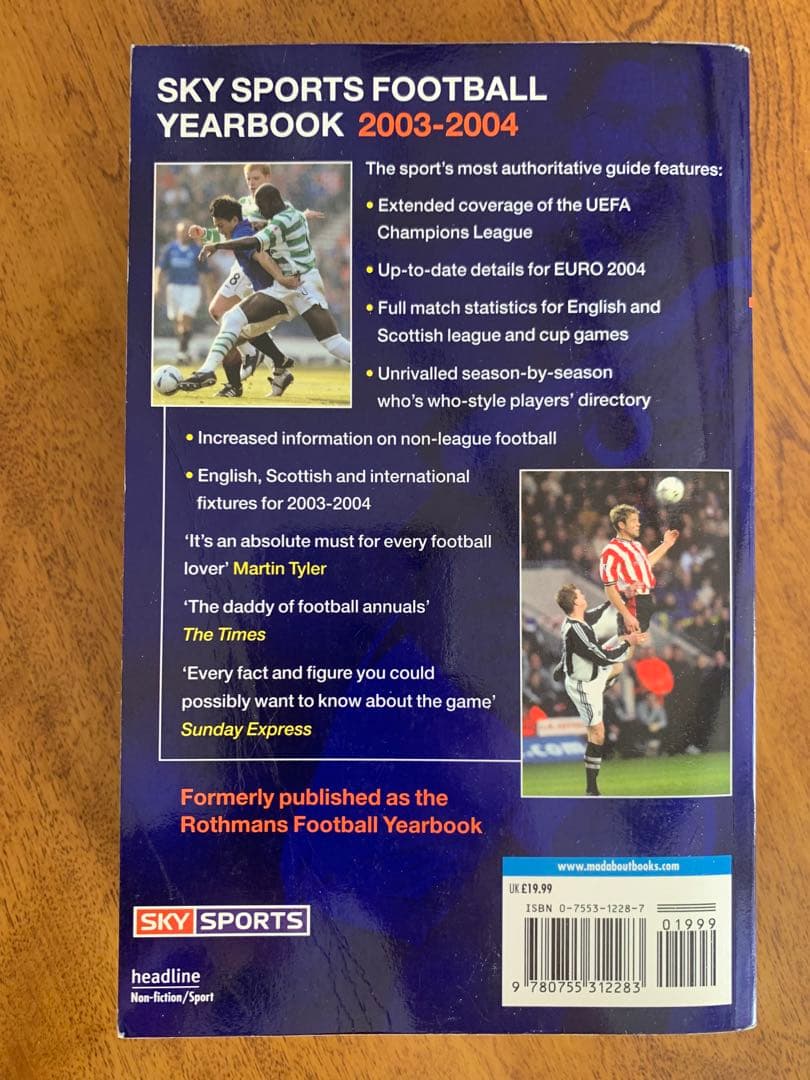 SKY SPORTS FOOTBALL
YEARBOOK 2003-2004
The sport's most authoritative guide features:
• Extended coverage of the UEFA
Champions League
• Up-to-date details for EURO 2004
• Full match statistics for English and
Scottish league and cup games
• Unrivalled season-by-season
who's who-style players' directory
• Increased information on non-league football
• English, Scottish and international
fixtures for 2003-2004
'It's an absolute must for every football
lover' Martin Tyler
'The daddy of football annuals'
The Times
'Every fact and figure you could
possibly want to know about the game'
Sunday Express
8
.com
Formerly published as the
Rothmans Football Yearbook
www.madaboutbooks.com
UK £19.99
ISBN 0-7553-1228-7
01999
9 780755 312283
SKY SPORTS
headline
Non-fiction/Sport